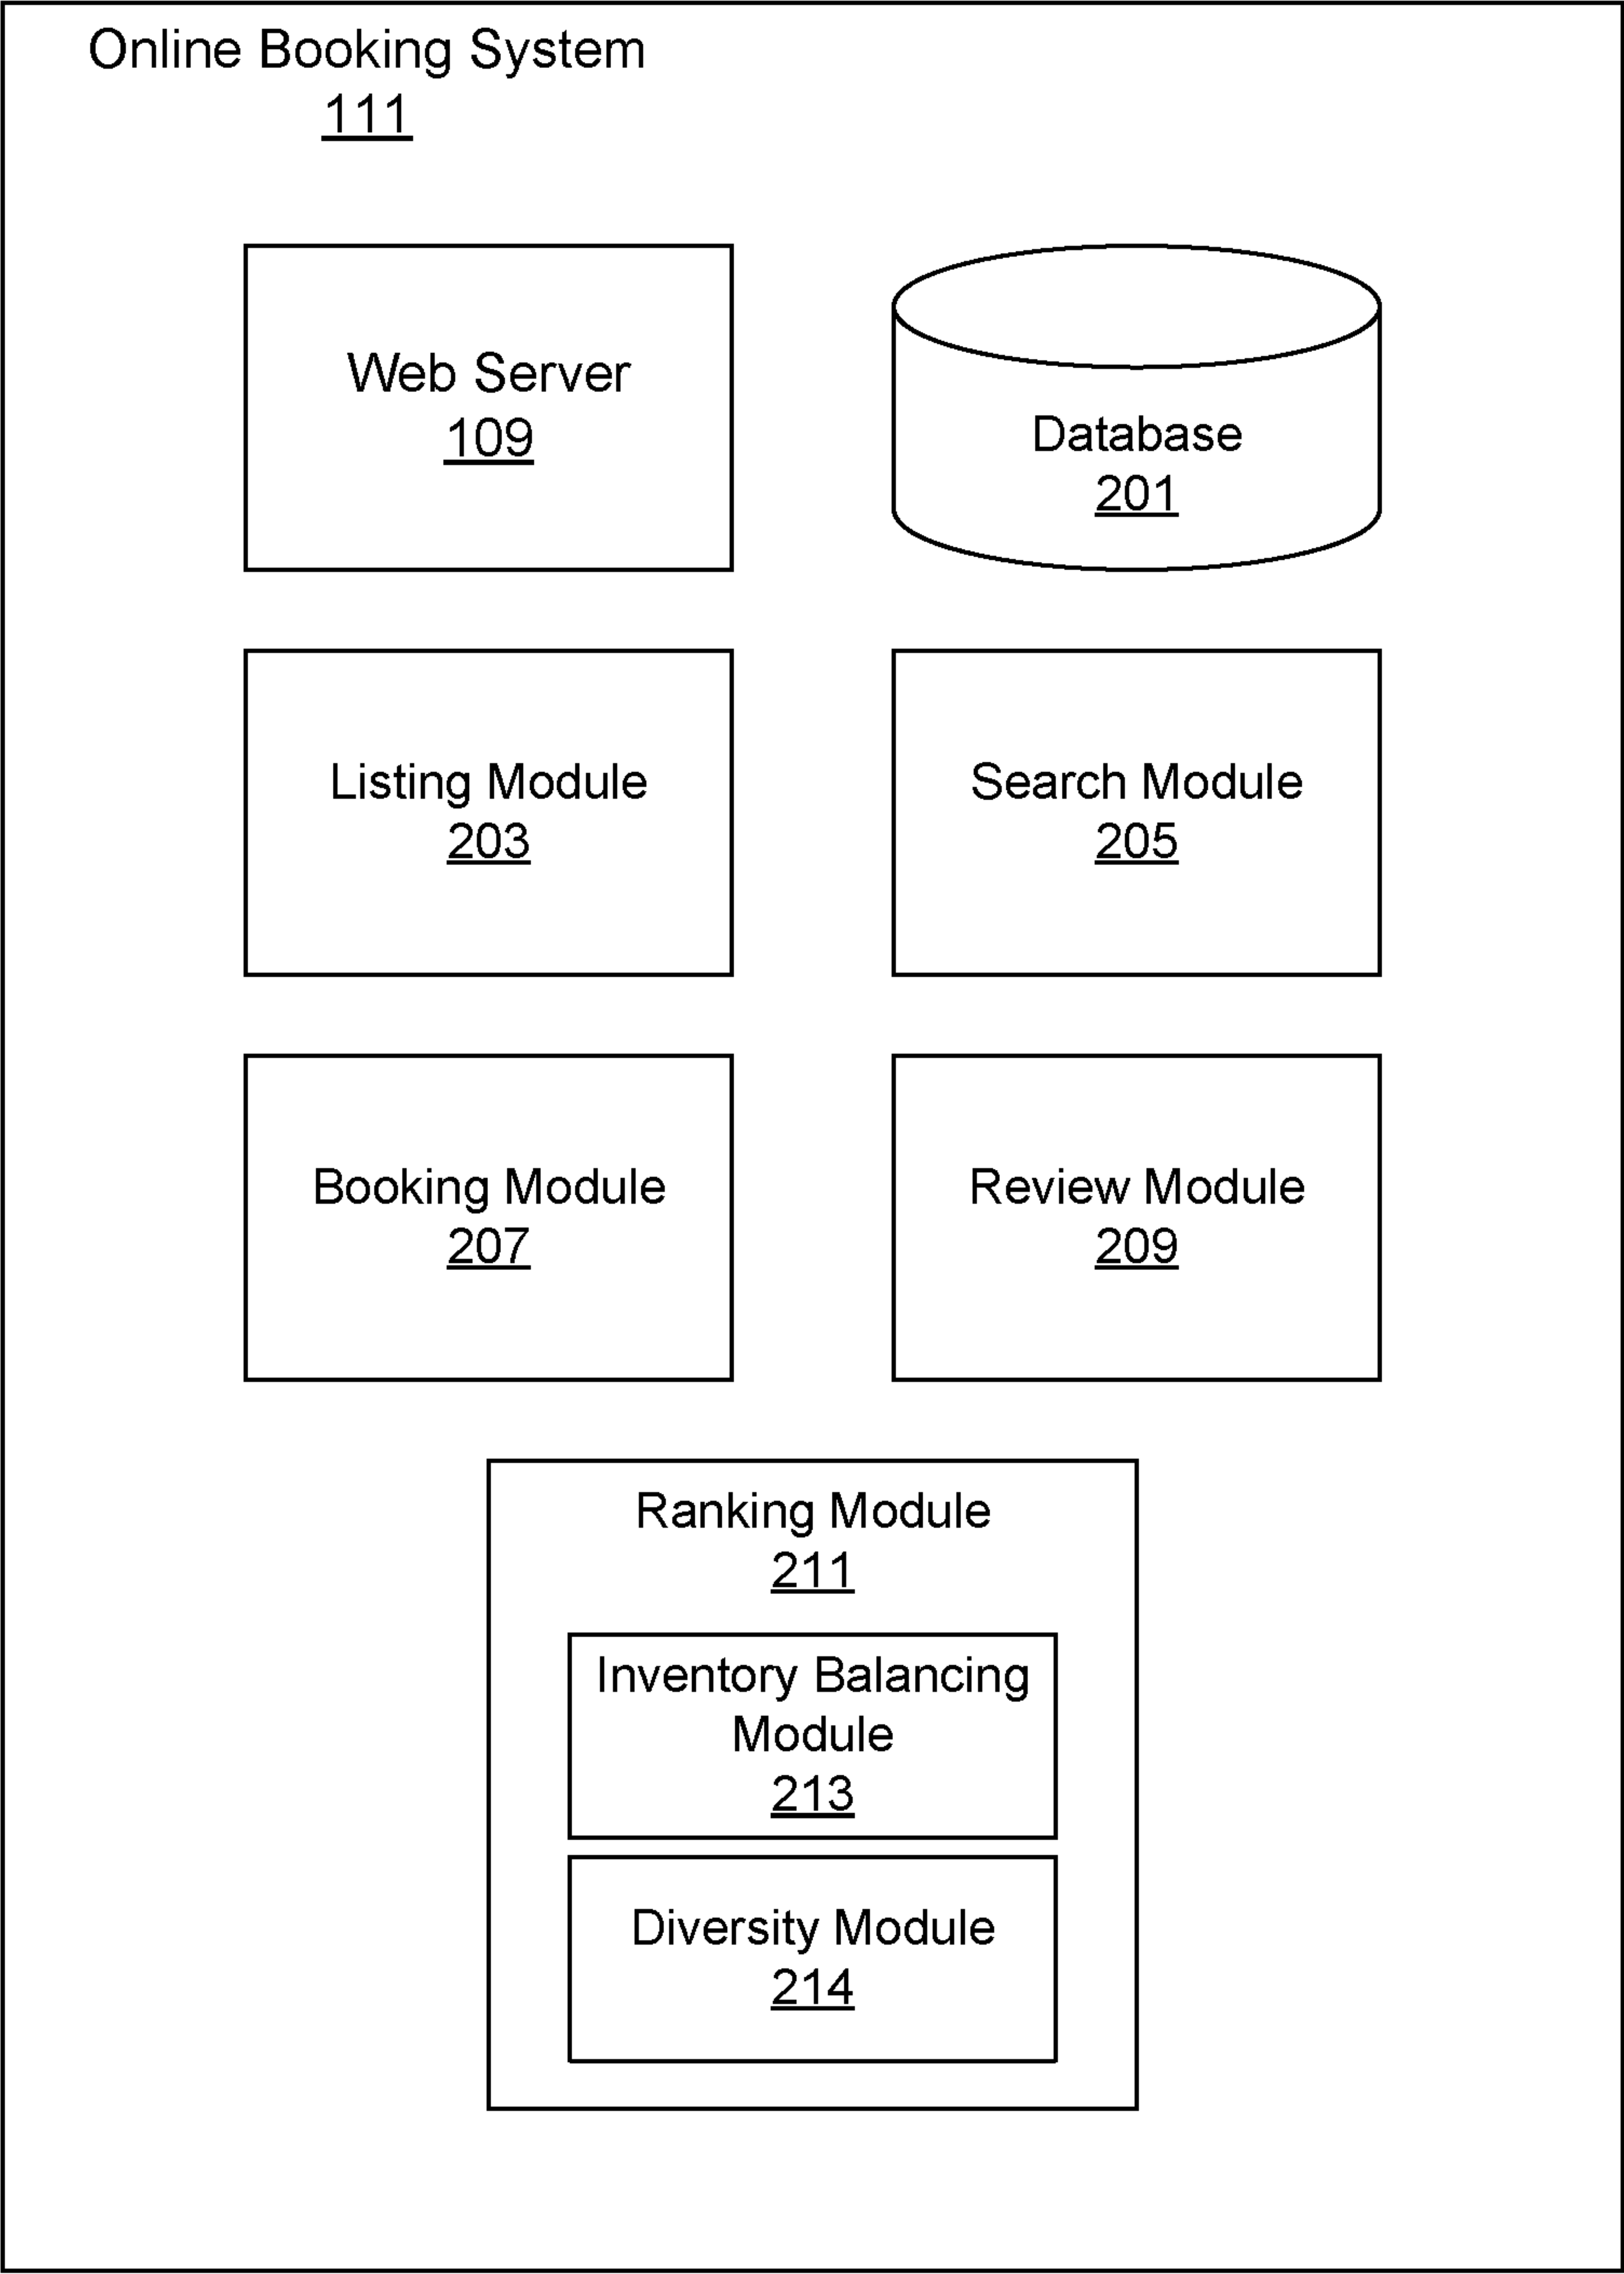 Online Booking System
111
Web Server
109
Database
201
Listing Module
203
Search Module
205
Booking Module
207
Review Module
209
Ranking Module
211
Inventory Balancing
Module
213
Diversity Module
214